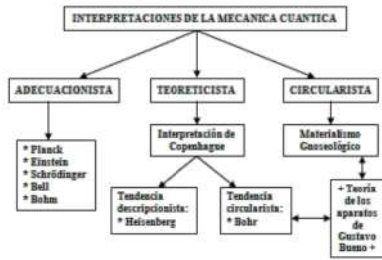 INTERPRETACIONES DE LA MECANICA CUANTICA
ADECUACIONISTA
TEORETICISTA
CIRCULARISTA
* Planck
* Einstein
* Schrödinger
* Bell
* Bohm
Interpretación de
Copenhague
Materialismo
Gnoseológico
Tendencia
descripcionista:
* Heisenberg
Tendencia
circularista:
* Bohr
+ Teoría
de los
aparatos
de
Gustavo
Bueno +